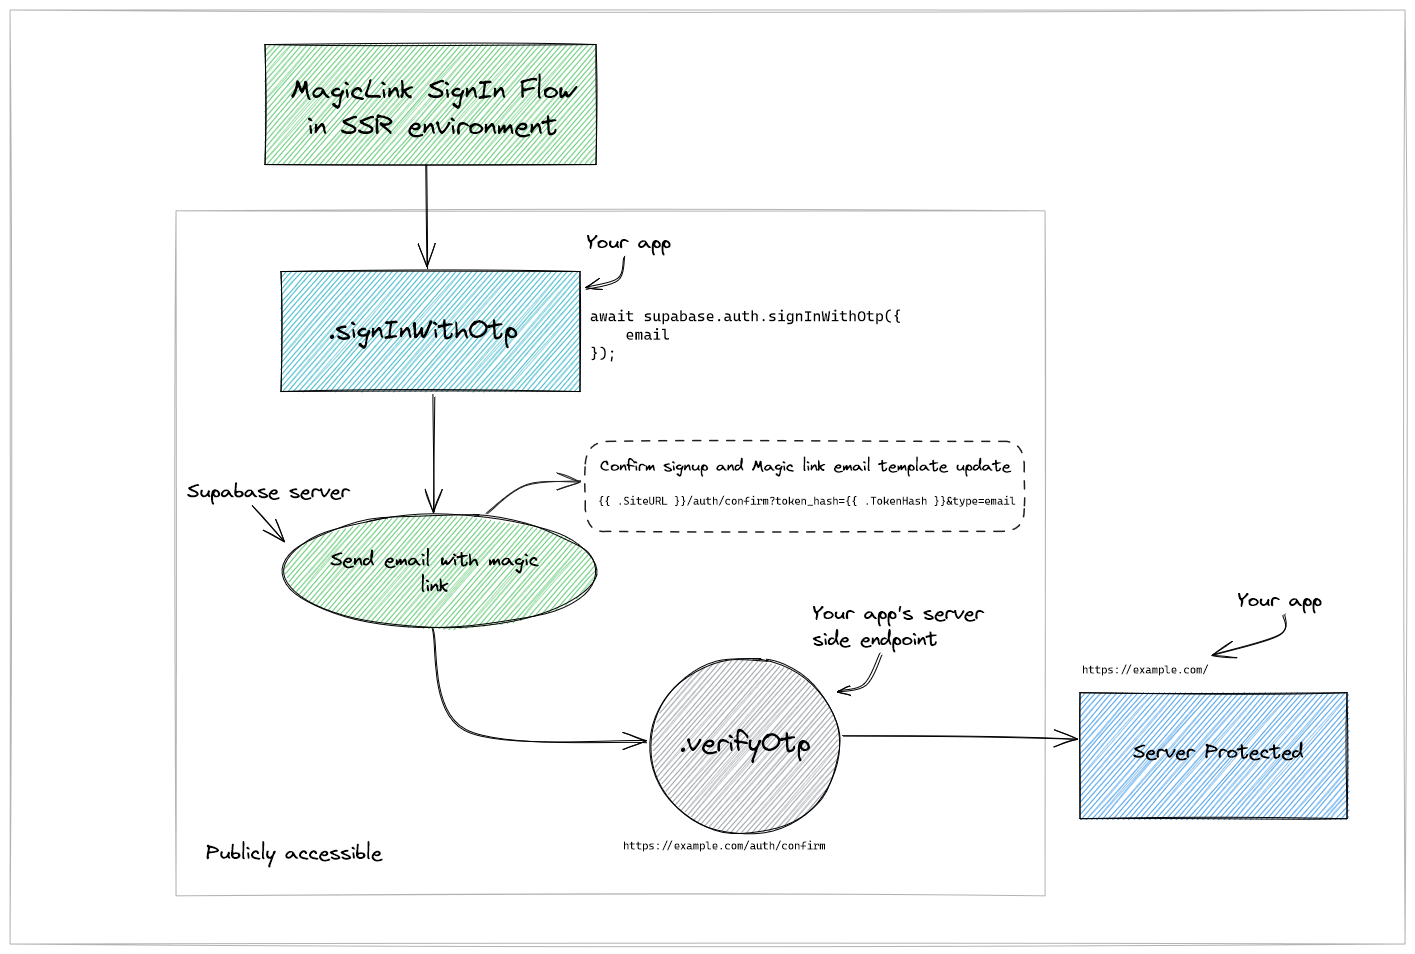 MagicLink SignIn Flow
in SSR environment
Your app
.signInWithOtp
await supabase.auth.signInWithOtp({
    email
});
Confirm signup and Magic link email template update
{{ .SiteURL }}/auth/confirm?token_hash={{ .TokenHash }}&type=email
Supabase server
Send email with magic
link
Your app's server
side endpoint
.verifyOtp
https://example.com/auth/confirm
Your app
https://example.com/
Server Protected
Publicly accessible